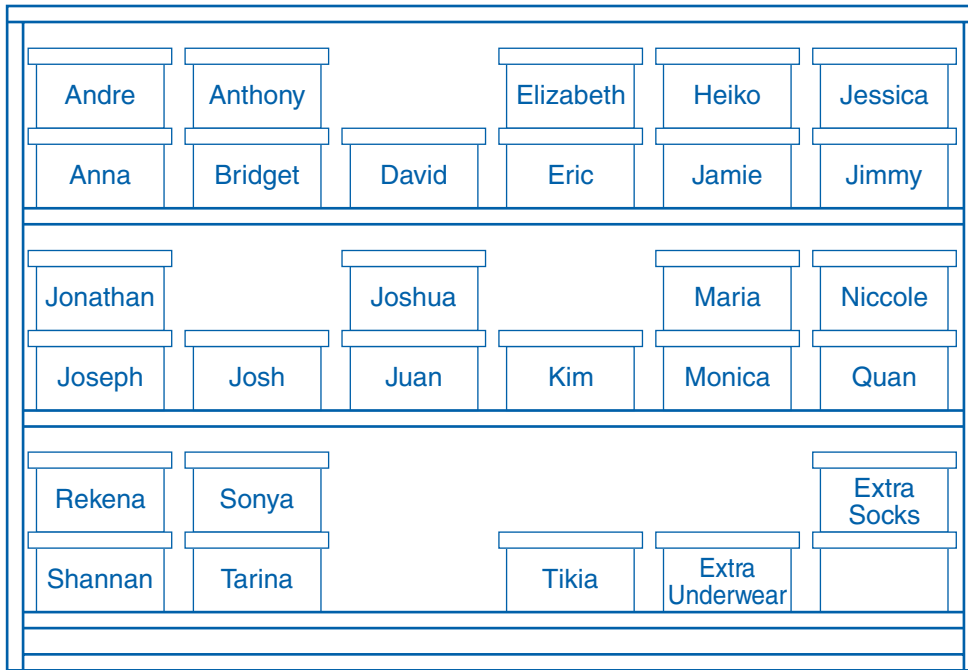 Andre Anthony Elizabeth Heiko Jessica
Anna Bridget David Eric Jamie Jimmy
Jonathan Joshua Maria Niccole
Joseph Josh Juan Kim Monica Quan
Rekena Sonya Extra
Socks
Shannan Tarina Tikia Extra
Underwear